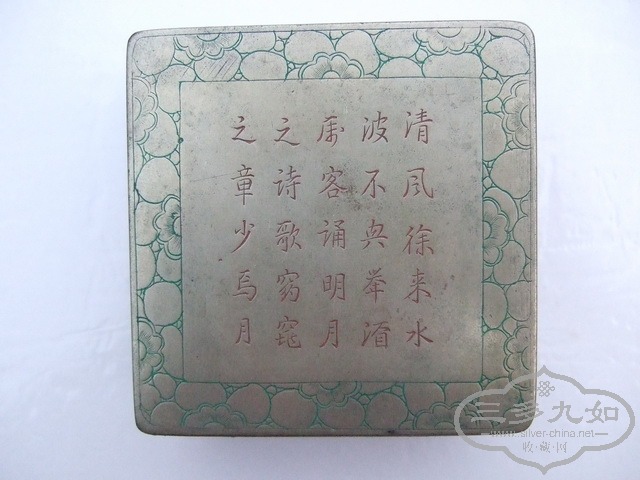 清风徐来水
波不兴举酒
属客诵明月
之诗歌窈窕
之章少焉月
三多九如
www.silver-china.net
收·藏·网